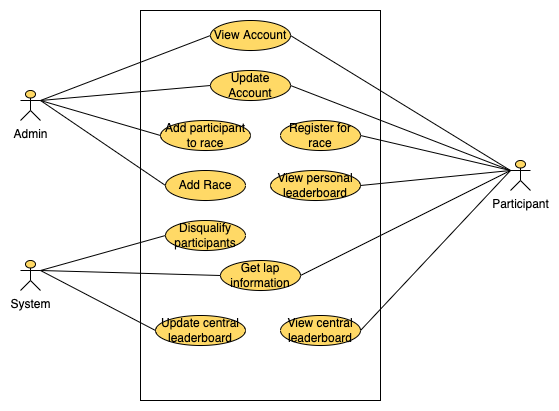 View Account
Update
Account
Admin
Add participant
to race
Register for
race
Add Race
View personal
leaderboard
Participant
Disqualify
participants
System
Get lap
information
Update central
leaderboard
View central
leaderboard